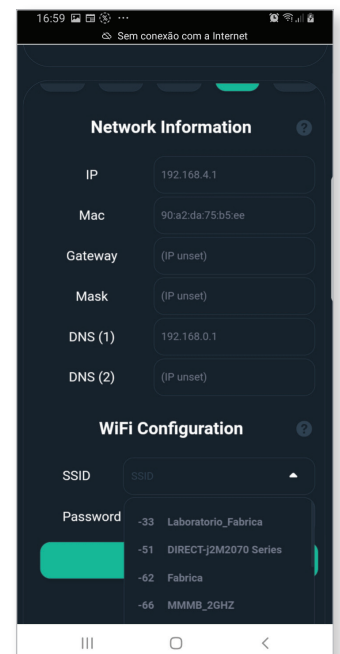 16:59
Sem conexão com a Internet
Network Information ?
IP 192.168.4.1
Mac 90:a2:da:75:b5:ee
Gateway (IP unset)
Mask (IP unset)
DNS (1) 192.168.0.1
DNS (2) (IP unset)
WiFi Configuration ?
SSID SSID
Password
-33 Laboratorio_Fabrica
-51 DIRECT-j2M2070 Series
-62 Fabrica
-66 MMMB_2GHZ